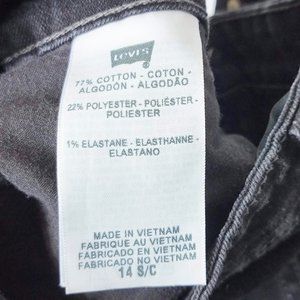 Levi's
77% COTTON - COTON -
ALGODÓN - ALGODÃO
22% POLYESTER - POLIÉSTER -
POLIESTER
1% ELASTANE - ELASTHANNE -
ELASTANO
MADE IN VIETNAM
FABRIQUE AU VIETNAM
FABRICADO EN VIETNAM
FABRICADO NO VIETNAM
14 S/C